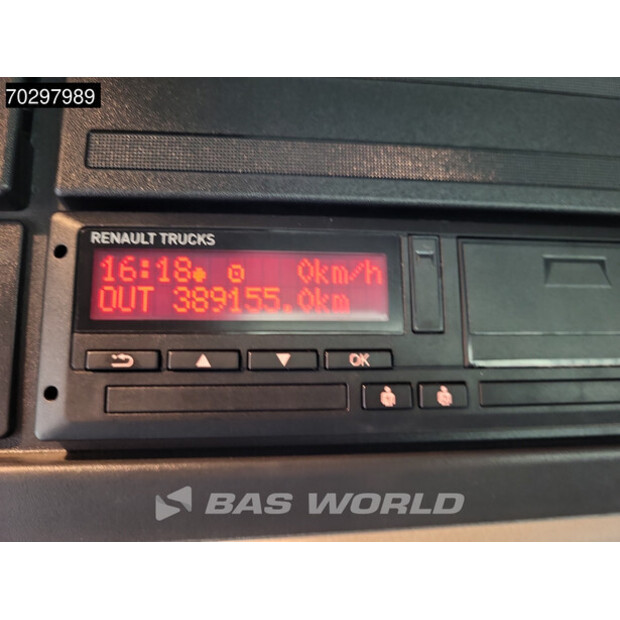 70297989
RENAULT TRUCKS
16:18 0km/h
OUT 389155.0km
OK
BAS WORLD